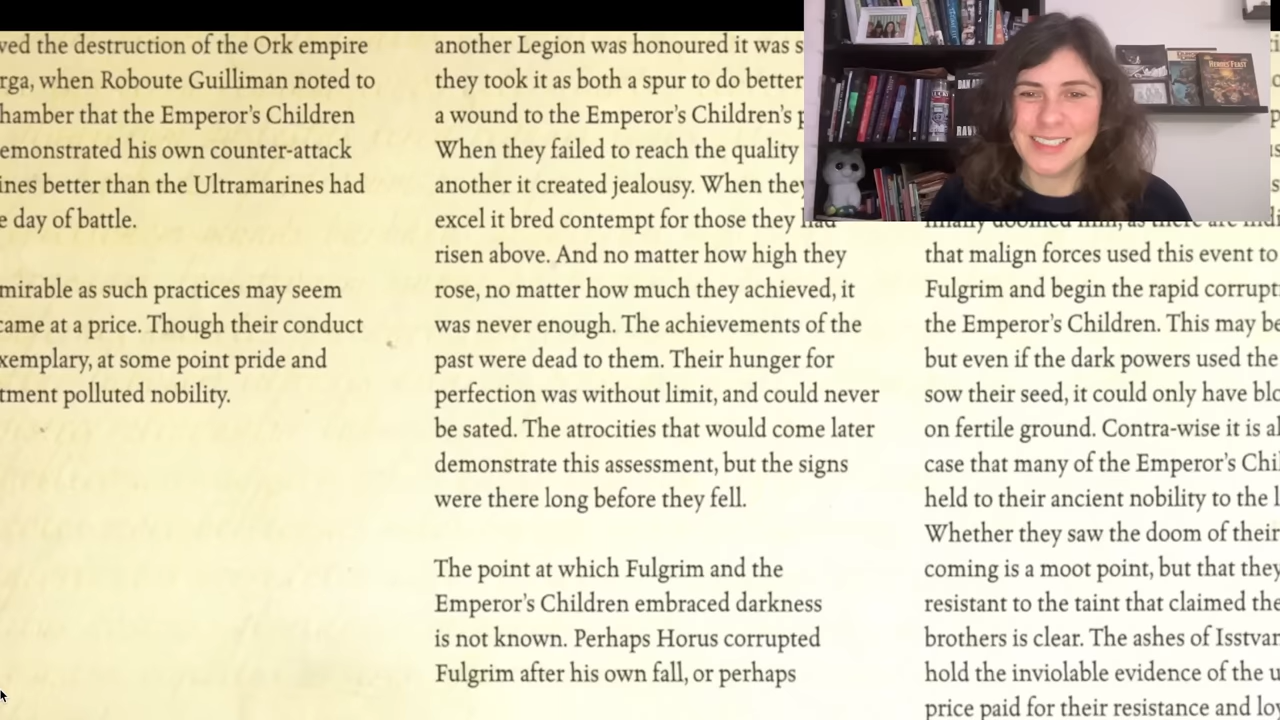 ved the destruction of the Ork empire
rga, when Roboute Guilliman noted to
hamber that the Emperor's Children
emonstrated his own counter-attack
ines better than the Ultramarines had
e day of battle.
mirable as such practices may seem
came at a price. Though their conduct
xemplary, at some point pride and
tment polluted nobility.
another Legion was honoured it was s
they took it as both a spur to do better
a wound to the Emperor's Children's p
When they failed to reach the quality
another it created jealousy. When they
excel it bred contempt for those they had
risen above. And no matter how high they
rose, no matter how much they achieved, it
was never enough. The achievements of the
past were dead to them. Their hunger for
perfection was without limit, and could never
be sated. The atrocities that would come later
demonstrate this assessment, but the signs
were there long before they fell.
The point at which Fulgrim and the
Emperor's Children embraced darkness
is not known. Perhaps Horus corrupted
Fulgrim after his own fall, or perhaps
finally doomed him, as there are indi
that malign forces used this event to
Fulgrim and begin the rapid corrupti
the Emperor's Children. This may be
but even if the dark powers used the
sow their seed, it could only have blo
on fertile ground. Contra-wise it is al
case that many of the Emperor's Chil
held to their ancient nobility to the l
Whether they saw the doom of their
coming is a moot point, but that they
resistant to the taint that claimed the
brothers is clear. The ashes of Isstvan
hold the inviolable evidence of the u
price paid for their resistance and loy
HEROES' FEAST